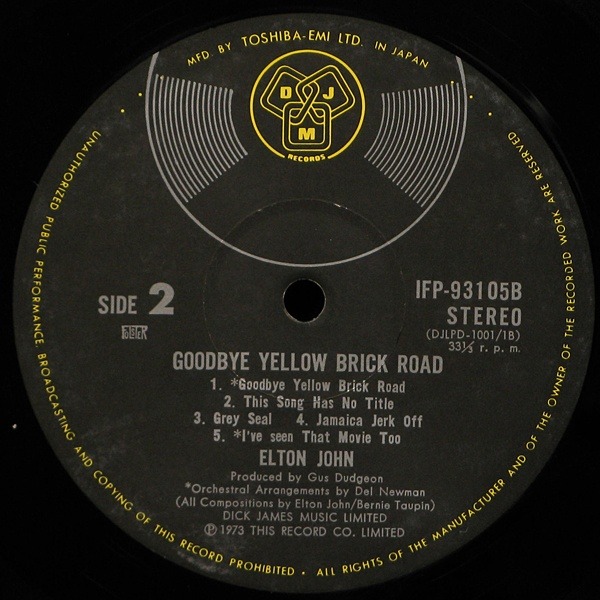 MFD. BY TOSHIBA-EMI LTD. IN JAPAN
D J
M
RECORDS
SIDE 2
IFP-93105B
STEREO
(DJLPD-1001/1B)
33⅓ r. p. m.
GOODBYE YELLOW BRICK ROAD
1. *Goodbye Yellow Brick Road
2. This Song Has No Title
3. Grey Seal 4. Jamaica Jerk Off
5. *I've seen That Movie Too
ELTON JOHN
Produced by Gus Dudgeon
*Orchestral Arrangements by Del Newman
(All Compositions by Elton John/Bernie Taupin)
DICK JAMES MUSIC LIMITED
Ⓟ 1973 THIS RECORD CO. LIMITED
UNAUTHORIZED PUBLIC PERFORMANCE, BROADCASTING AND COPYING OF THIS RECORD PROHIBITED · ALL RIGHTS OF THE MANUFACTURER AND OF THE OWNER OF THE RECORDED WORK ARE RESERVED